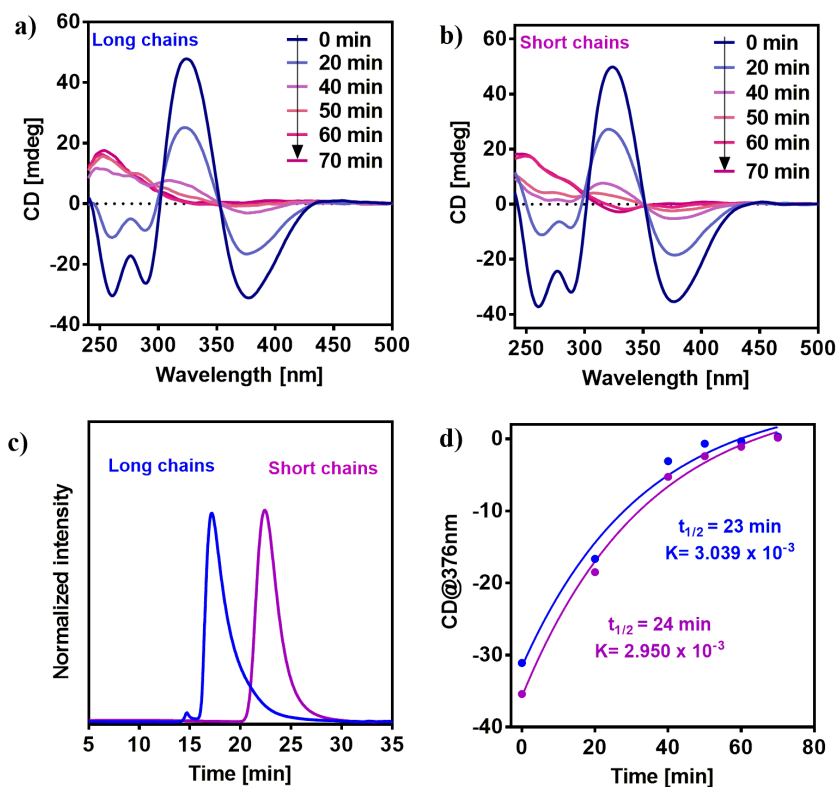 a)
Long chains
0 min
20 min
40 min
50 min
60 min
70 min
60
40
20
0
-20
-40
CD [mdeg]
250 300 350 400 450 500
Wavelength [nm]
b)
Short chains
0 min
20 min
40 min
50 min
60 min
70 min
60
40
20
0
-20
-40
CD [mdeg]
250 300 350 400 450 500
Wavelength [nm]
c)
Long chains
Short chains
Normalized intensity
5 10 15 20 25 30 35
Time [min]
d)
0
-10
-20
-30
-40
CD@376nm
t1/2 = 23 min
K= 3.039 x 10-3
t1/2 = 24 min
K= 2.950 x 10-3
0 20 40 60 80
Time [min]